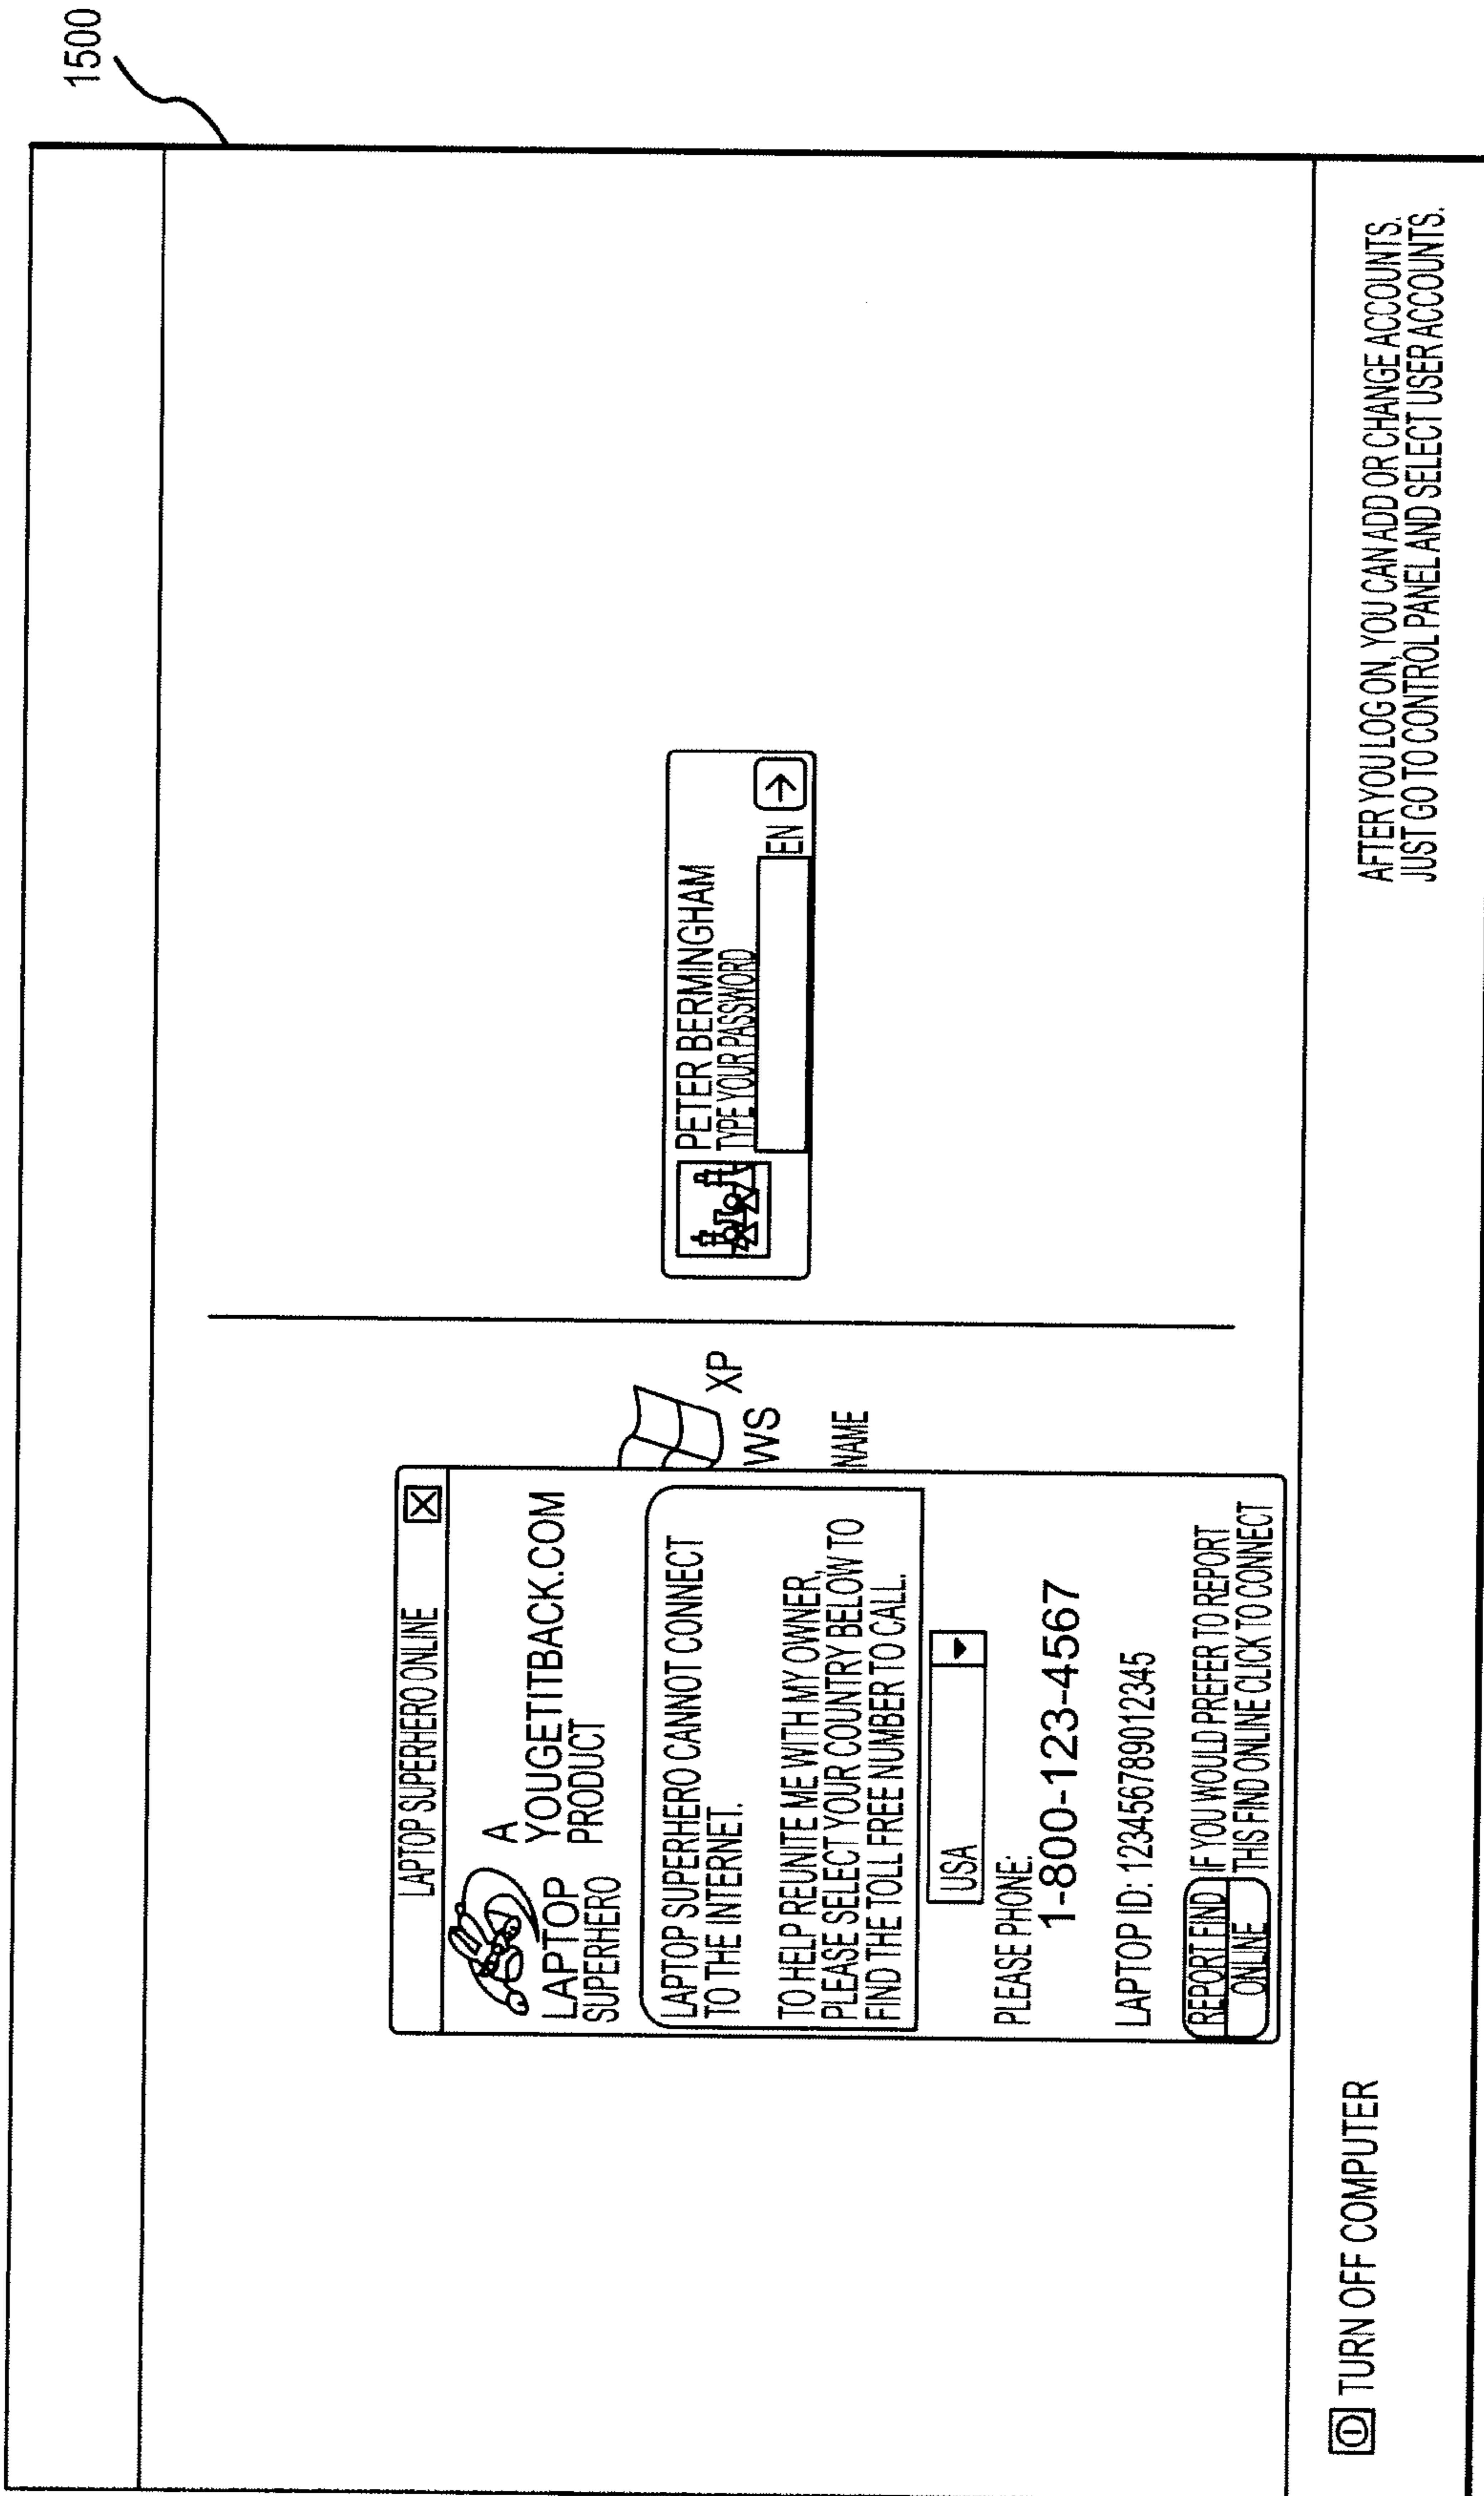 1500
LAPTOP SUPERHERO ONLINE
LAPTOP
SUPERHERO
A
YOUGETITBACK.COM
PRODUCT
LAPTOP SUPERHERO CANNOT CONNECT
TO THE INTERNET.
TO HELP REUNITE ME WITH MY OWNER,
PLEASE SELECT YOUR COUNTRY BELOW TO
FIND THE TOLL FREE NUMBER TO CALL.
USA
PLEASE PHONE:
1-800-123-4567
LAPTOP ID: 123456789012345
REPORT FIND
ONLINE
IF YOU WOULD PREFER TO REPORT
THIS FIND ONLINE CLICK TO CONNECT
XP
WS
NAME
PETER BERMINGHAM
TYPE YOUR PASSWORD
EN
TURN OFF COMPUTER
AFTER YOU LOG ON, YOU CAN ADD OR CHANGE ACCOUNTS.
JUST GO TO CONTROL PANEL AND SELECT USER ACCOUNTS.